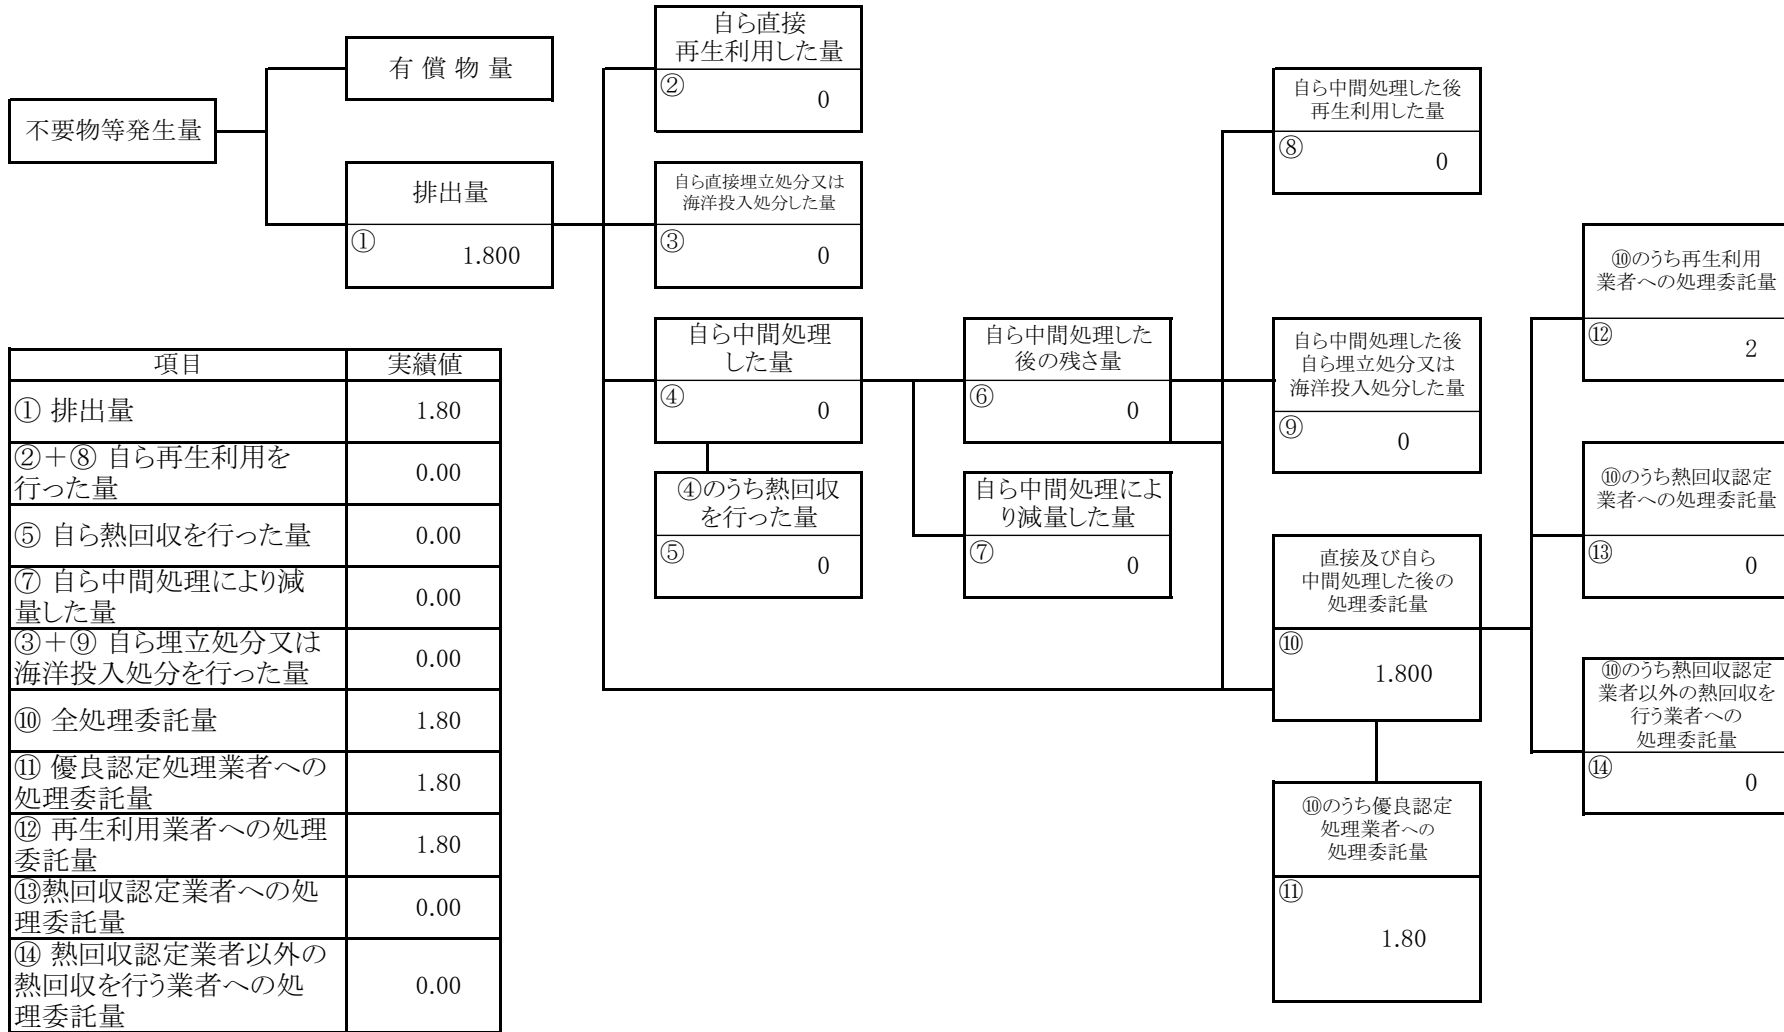 不要物等発生量
有 償 物 量
排出量
①
1.800
自ら直接
再生利用した量
②
0
自ら直接埋立処分又は
海洋投入処分した量
③
0
自ら中間処理
した量
④
0
④のうち熱回収
を行った量
⑤
0
自ら中間処理した
後の残さ量
⑥
0
自ら中間処理によ
り減量した量
⑦
0
自ら中間処理した後
再生利用した量
⑧
0
自ら中間処理した後
自ら埋立処分又は
海洋投入処分した量
⑨
0
直接及び自ら
中間処理した後の
処理委託量
⑩
1.800
⑩のうち優良認定
処理業者への
処理委託量
⑪
1.80
⑩のうち再生利用
業者への処理委託量
⑫
2
⑩のうち熱回収認定
業者への処理委託量
⑬
0
⑩のうち熱回収認定
業者以外の熱回収を
行う業者への
処理委託量
⑭
0
項目 実績値
① 排出量 1.80
②＋⑧ 自ら再生利用を
行った量 0.00
⑤ 自ら熱回収を行った量 0.00
⑦ 自ら中間処理により減
量した量 0.00
③＋⑨ 自ら埋立処分又は
海洋投入処分を行った量 0.00
⑩ 全処理委託量 1.80
⑪ 優良認定処理業者への
処理委託量 1.80
⑫ 再生利用業者への処理
委託量 1.80
⑬熱回収認定業者への処
理委託量 0.00
⑭ 熱回収認定業者以外の
熱回収を行う業者への処
理委託量 0.00